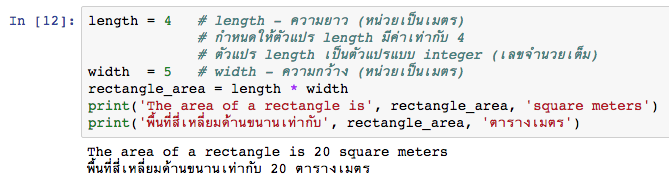 In [12]: length = 4   # length - ความยาว (หน่วยเป็นเมตร)
# กำหนดให้ตัวแปร length มีค่าเท่ากับ 4
# ตัวแปร length เป็นตัวแปรแบบ integer (เลขจำนวยเต็ม)
width  = 5   # width - ความกว้าง (หน่วยเป็นเมตร)
rectangle_area = length * width
print('The area of a rectangle is', rectangle_area, 'square meters')
print('พื้นที่สี่เหลี่ยมด้านขนานเท่ากับ', rectangle_area, 'ตารางเมตร')
The area of a rectangle is 20 square meters
พื้นที่สี่เหลี่ยมด้านขนานเท่ากับ 20 ตารางเมตร